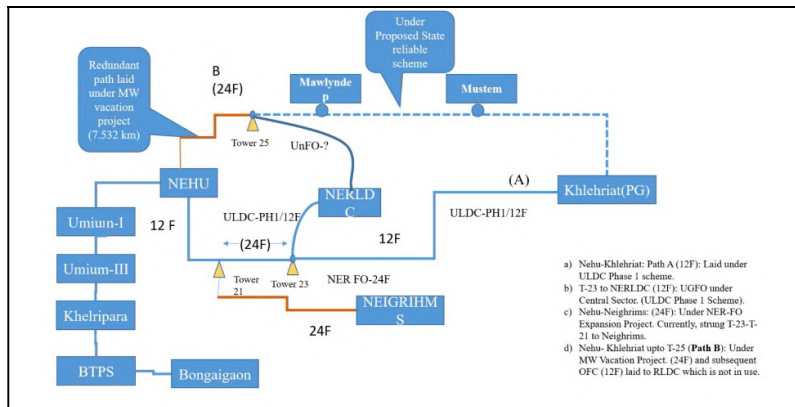 Under
Proposed State
reliable
scheme
Redundant
path laid
under MW
vacation
project
(7.532 km)
B
(24F)
Mawlynde
p
Mustem
Tower 25
UnFO-?
NEHU
NERLD
C
(A)
Khlehriat(PG)
Umium-I
12 F
ULDC-PH1/12F
(24F)
12F
ULDC-PH1/12F
Umium-III
Tower
21
Tower 23
NER FO-24F
Khelripara
24F
NEIGRIHM
S
BTPS
Bongaigaon
a) Nehu-Khlehriat: Path A (12F): Laid under
ULDC Phase 1 scheme.
b) T-23 to NERLDC (12F): UGFO under
Central Sector. (ULDC Phase 1 Scheme).
c) Nehu-Neighrims: (24F): Under NER-FO
Expansion Project. Currently, strung T-23-T-
21 to Neighrims.
d) Nehu- Khlehriat upto T-25 (Path B): Under
MW Vacation Project. (24F) and subsequent
OFC (12F) laid to RLDC which is not in use.